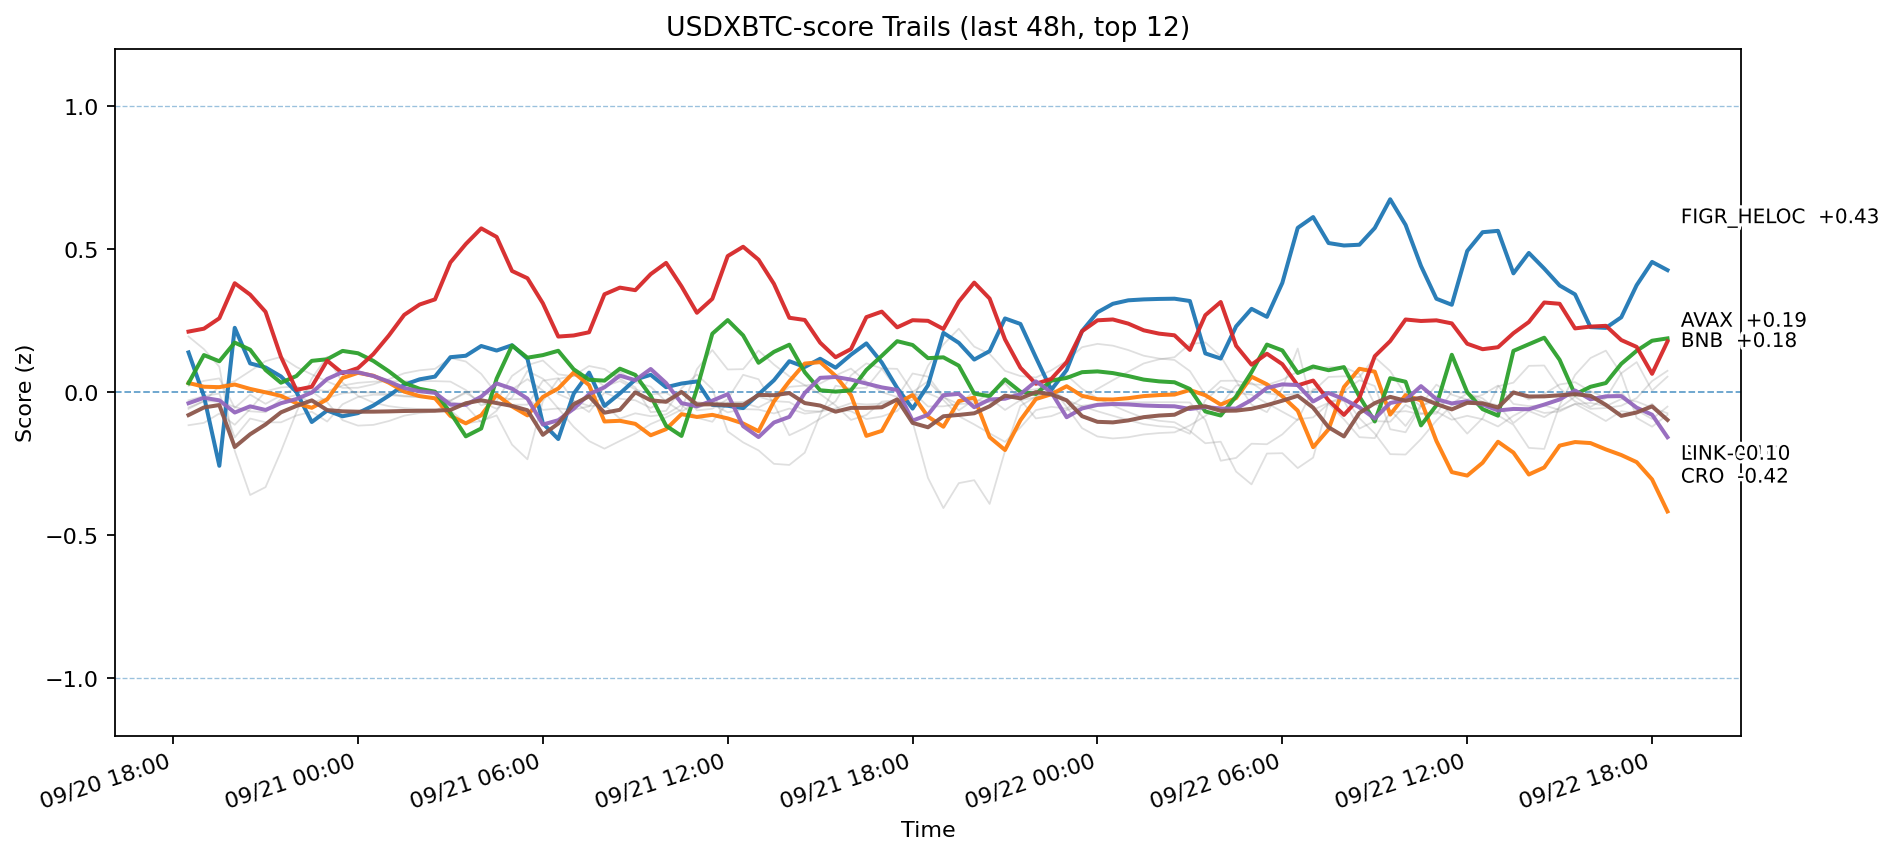 USDXBTC-score Trails (last 48h, top 12)
Score (z)
1.0
0.5
0.0
−0.5
−1.0
FIGR_HELOC +0.43
AVAX +0.19
BNB +0.18
LINK -0.10
CRO -0.42
09/20 18:00
09/21 00:00
09/21 06:00
09/21 12:00
09/21 18:00
09/22 00:00
09/22 06:00
09/22 12:00
09/22 18:00
Time